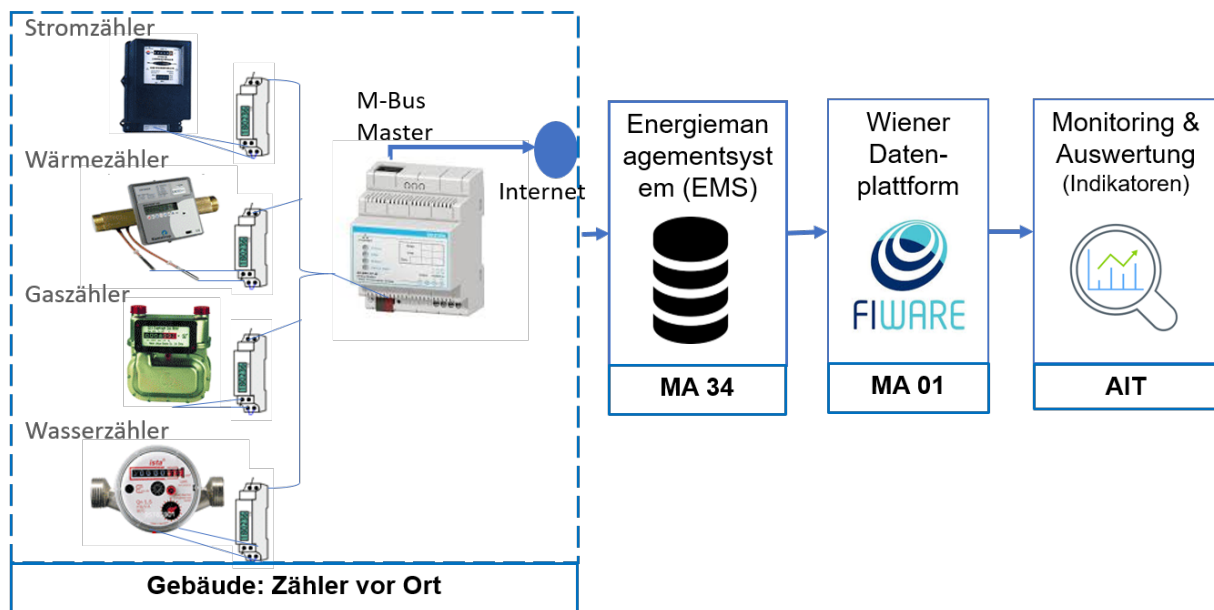 Stromzähler
Wärmezähler
Gaszähler
Wasserzähler
M-Bus
Master
Internet
Gebäude: Zähler vor Ort
Energieman
agementsyst
em (EMS)
MA 34
Wiener
Daten-
plattform
FIWARE
MA 01
Monitoring &
Auswertung
(Indikatoren)
AIT